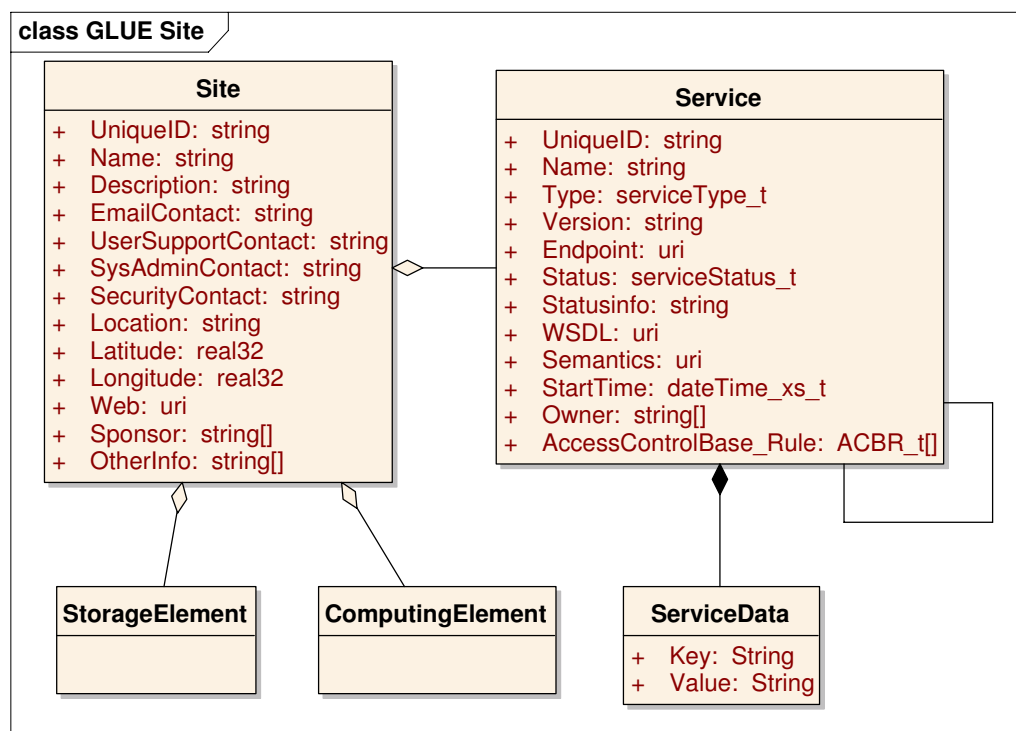 class GLUE Site
Site
+ UniqueID: string
+ Name: string
+ Description: string
+ EmailContact: string
+ UserSupportContact: string
+ SysAdminContact: string
+ SecurityContact: string
+ Location: string
+ Latitude: real32
+ Longitude: real32
+ Web: uri
+ Sponsor: string[]
+ OtherInfo: string[]
Service
+ UniqueID: string
+ Name: string
+ Type: serviceType_t
+ Version: string
+ Endpoint: uri
+ Status: serviceStatus_t
+ Statusinfo: string
+ WSDL: uri
+ Semantics: uri
+ StartTime: dateTime_xs_t
+ Owner: string[]
+ AccessControlBase_Rule: ACBR_t[]
StorageElement
ComputingElement
ServiceData
+ Key: String
+ Value: String